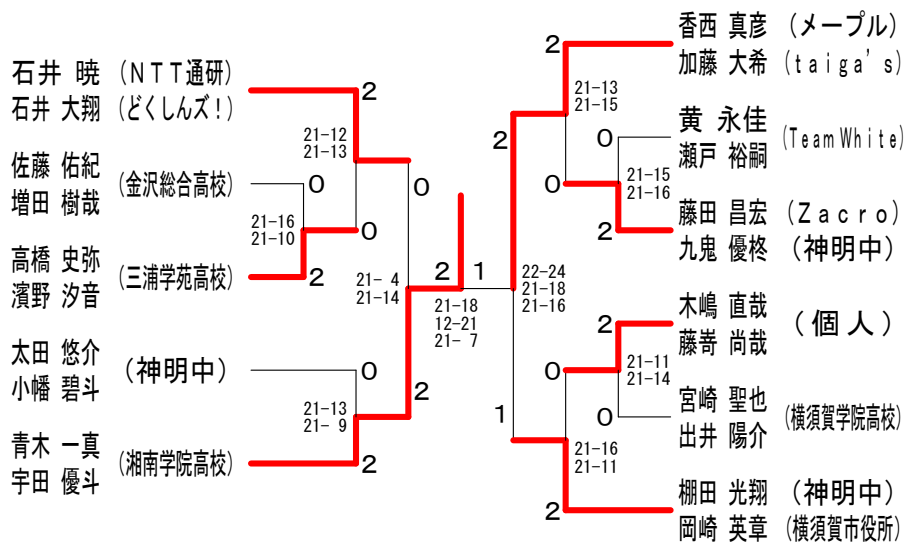 石井 暁 (NTT通研)
石井 大翔 (どくしんズ!)
2
21-12
21-13
佐藤 佑紀
増田 樹哉
(金沢総合高校)
0
21-16
21-10
0
高橋 史弥
濱野 汐音
(三浦学苑高校)
2
0
21- 4
21-14
太田 悠介
小幡 碧斗
(神明中)
0
21-13
21- 9
2
青木 一真
宇田 優斗
(湘南学院高校)
2
2
1
21-18
12-21
21- 7
香西 真彦 (メープル)
加藤 大希 (taiga's)
2
21-13
21-15
2
黄 永佳
瀬戸 裕嗣
(TeamWhite)
0
21-15
21-16
0
藤田 昌宏 (Zacro)
九鬼 優柊 (神明中)
2
22-24
21-18
21-16
木嶋 直哉
藤嵜 尚哉
(個人)
2
21-11
21-14
0
宮崎 聖也
出井 陽介
(横須賀学院高校)
0
1
21-16
21-11
棚田 光翔 (神明中)
岡崎 英章 (横須賀市役所)
2